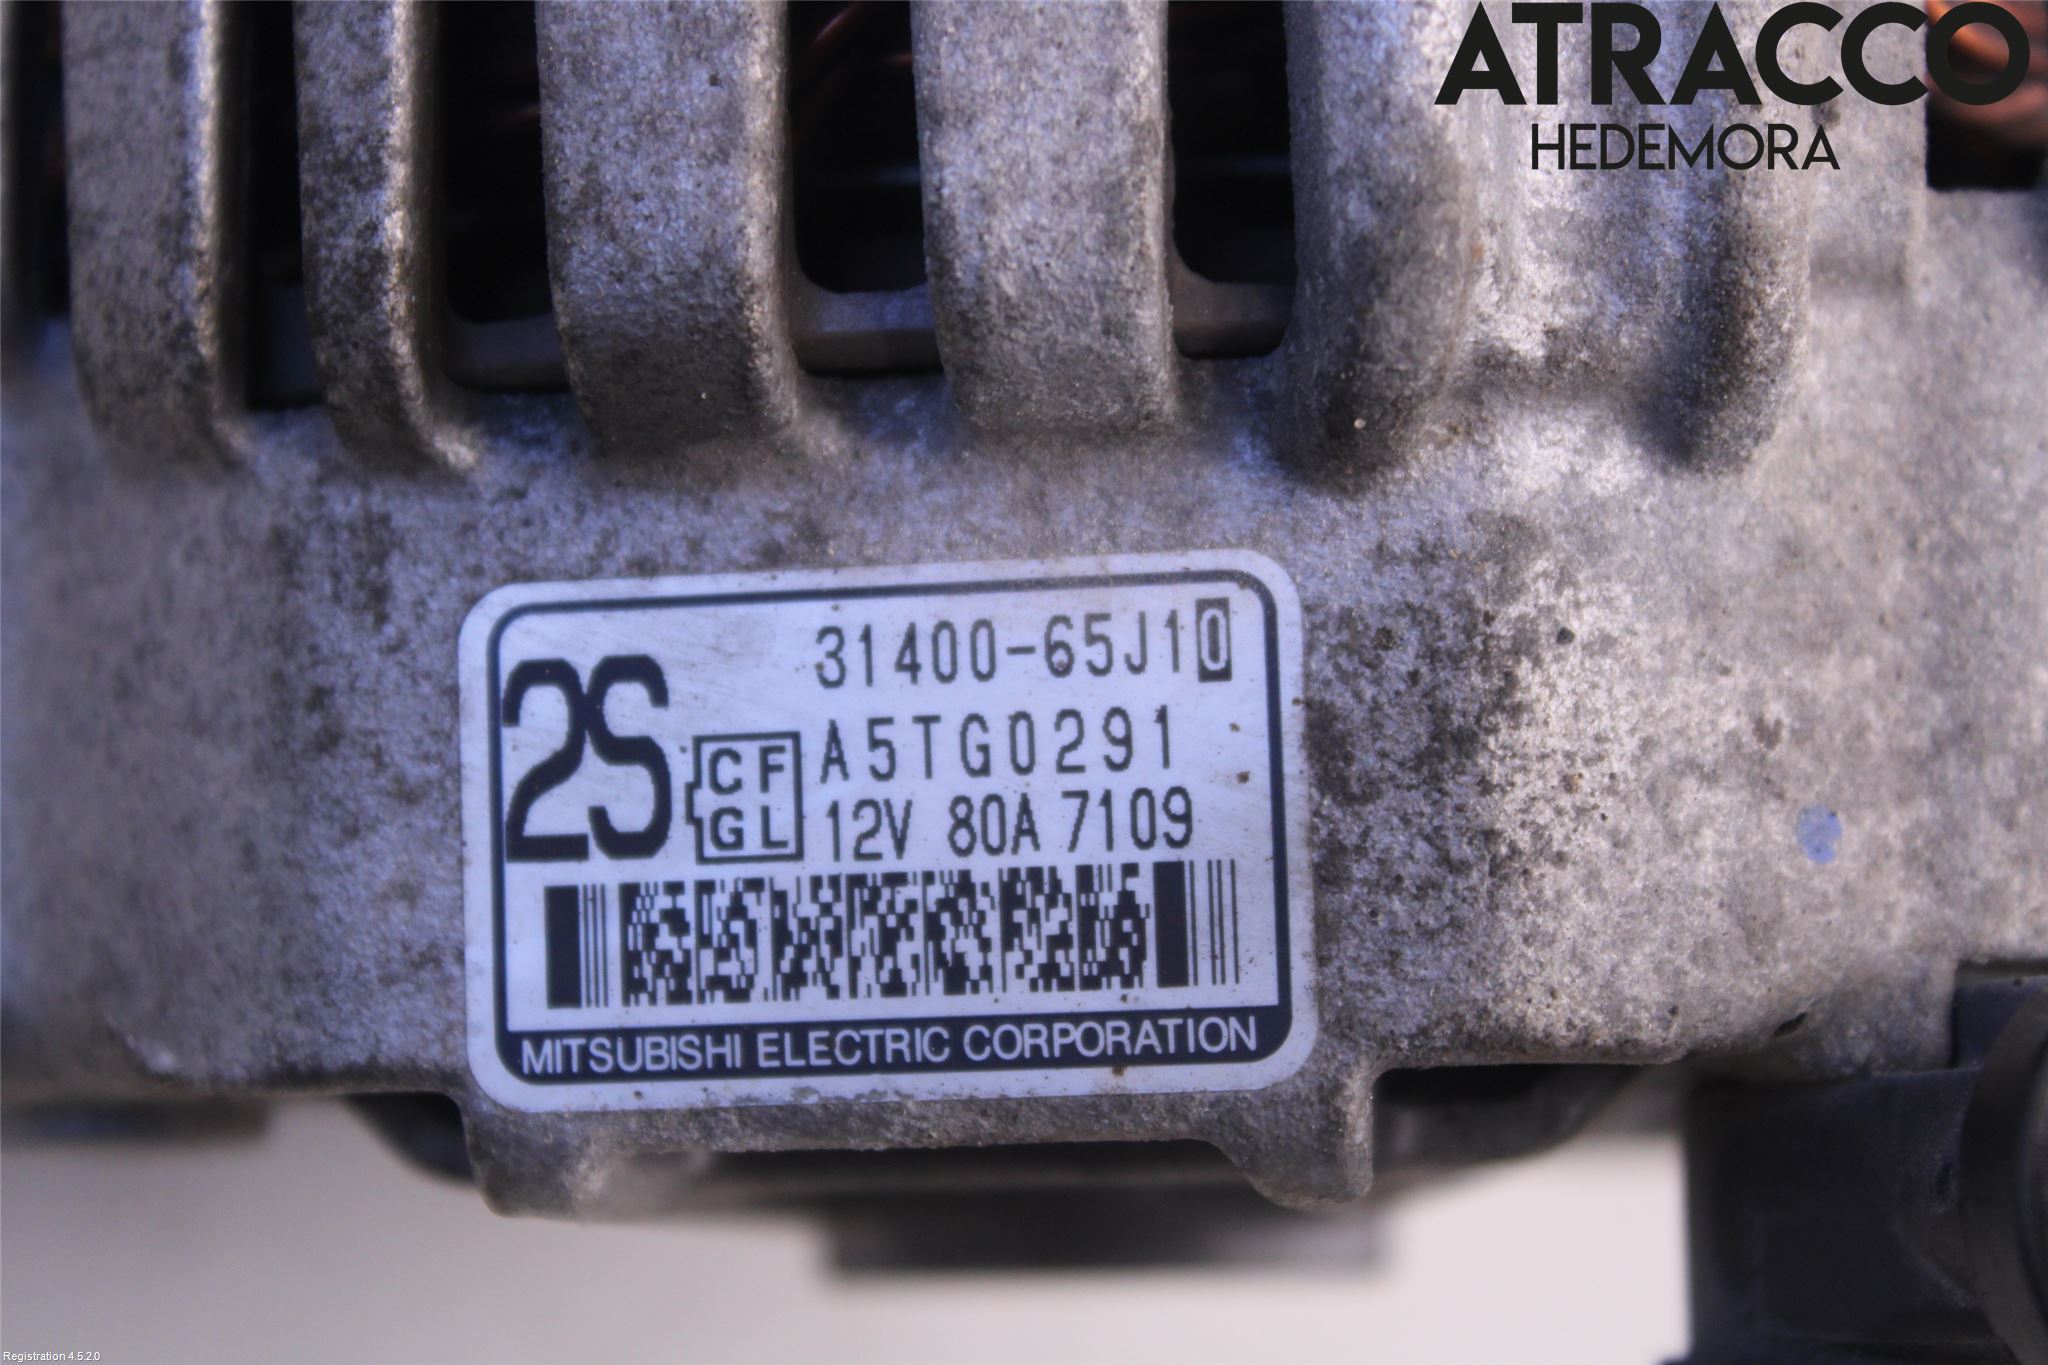 ATRACCO
HEDEMORA
31400-65J10
2S
CF
GL
A5TG0291
12V 80A 7109
MITSUBISHI ELECTRIC CORPORATION
Registration 4.5.2.0